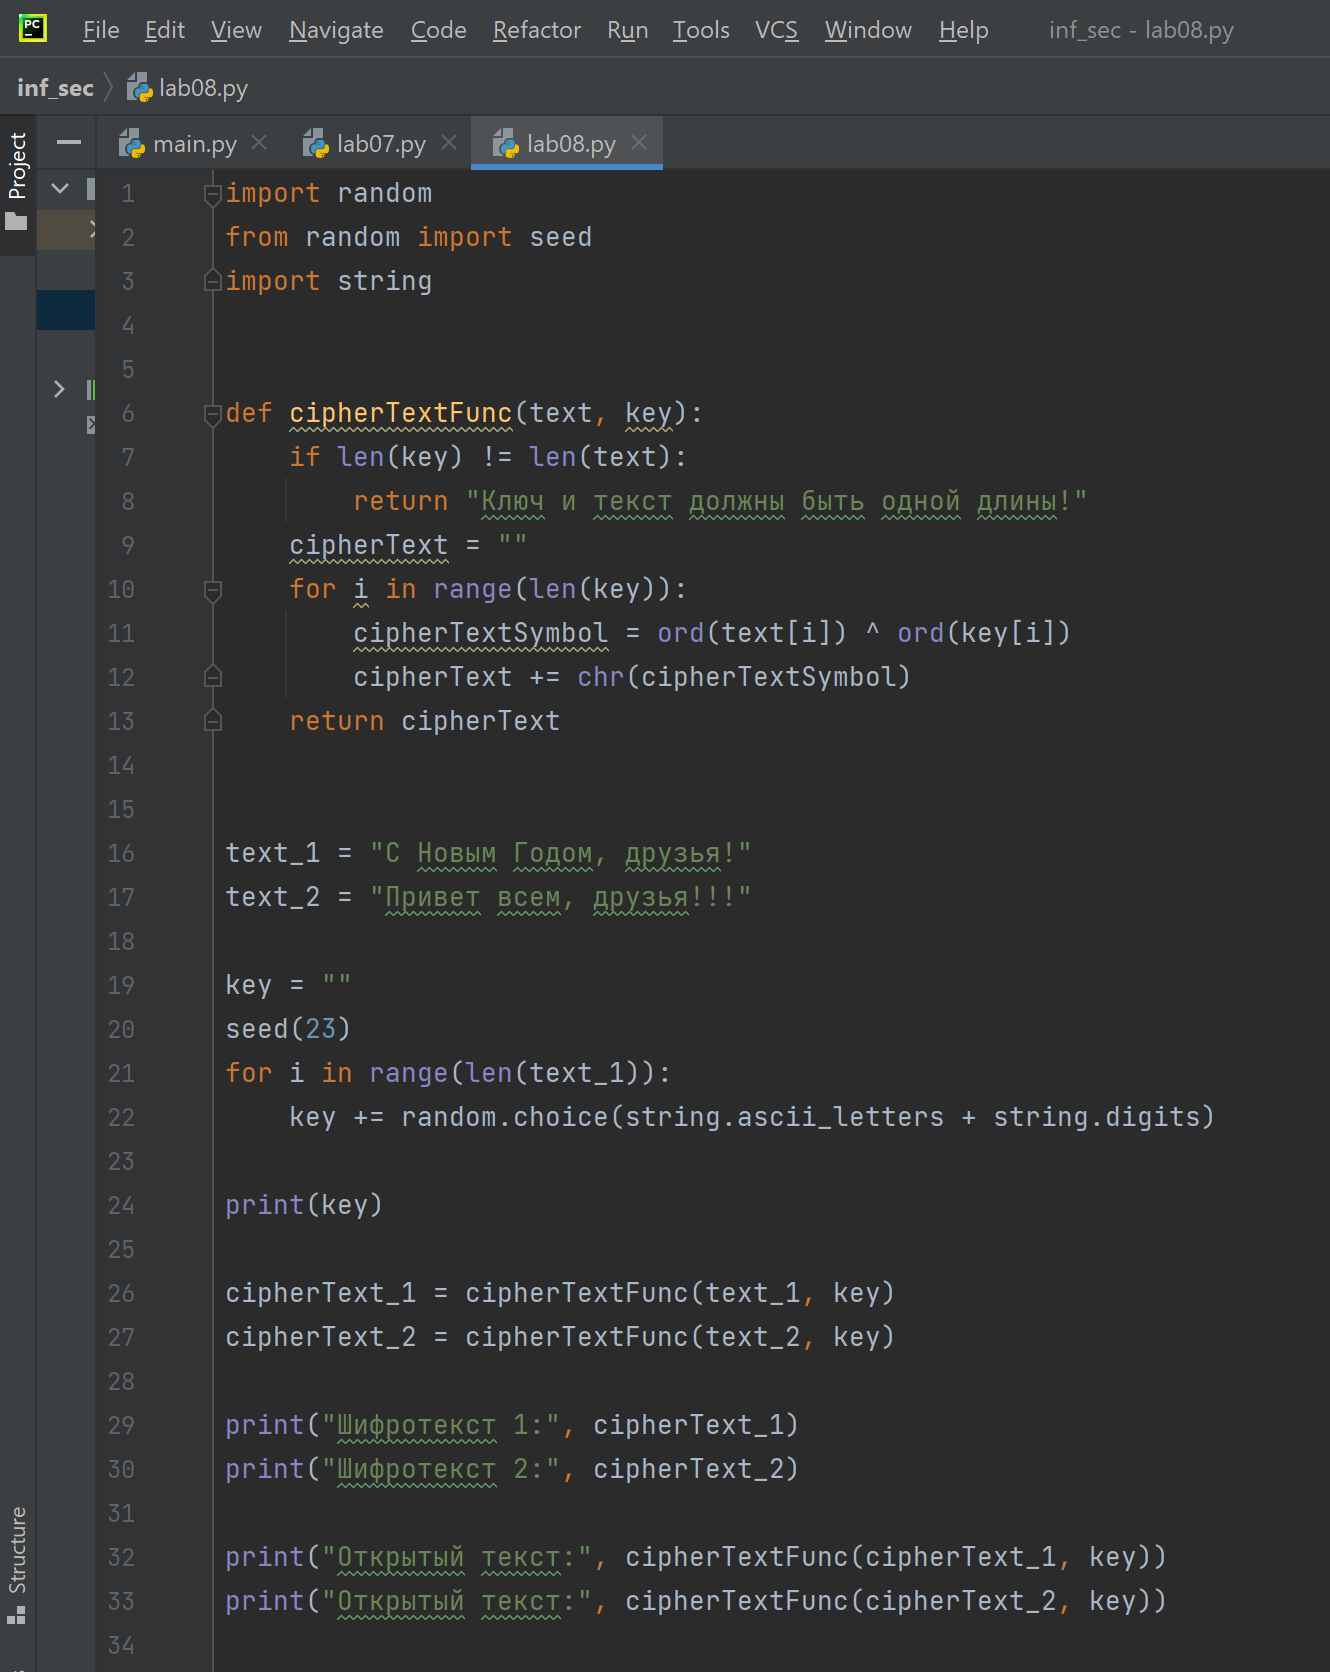 PC
File Edit View Navigate Code Refactor Run Tools VCS Window Help inf_sec - lab08.py
inf_sec lab08.py
Project
main.py lab07.py lab08.py
1 import random
2 from random import seed
3 import string
4
5
6 def cipherTextFunc(text, key):
7     if len(key) != len(text):
8         return "Ключ и текст должны быть одной длины!"
9     cipherText = ""
10     for i in range(len(key)):
11         cipherTextSymbol = ord(text[i]) ^ ord(key[i])
12         cipherText += chr(cipherTextSymbol)
13     return cipherText
14
15
16 text_1 = "С Новым Годом, друзья!"
17 text_2 = "Привет всем, друзья!!!"
18
19 key = ""
20 seed(23)
21 for i in range(len(text_1)):
22     key += random.choice(string.ascii_letters + string.digits)
23
24 print(key)
25
26 cipherText_1 = cipherTextFunc(text_1, key)
27 cipherText_2 = cipherTextFunc(text_2, key)
28
29 print("Шифротекст 1:", cipherText_1)
30 print("Шифротекст 2:", cipherText_2)
31
32 print("Открытый текст:", cipherTextFunc(cipherText_1, key))
33 print("Открытый текст:", cipherTextFunc(cipherText_2, key))
34
Structure